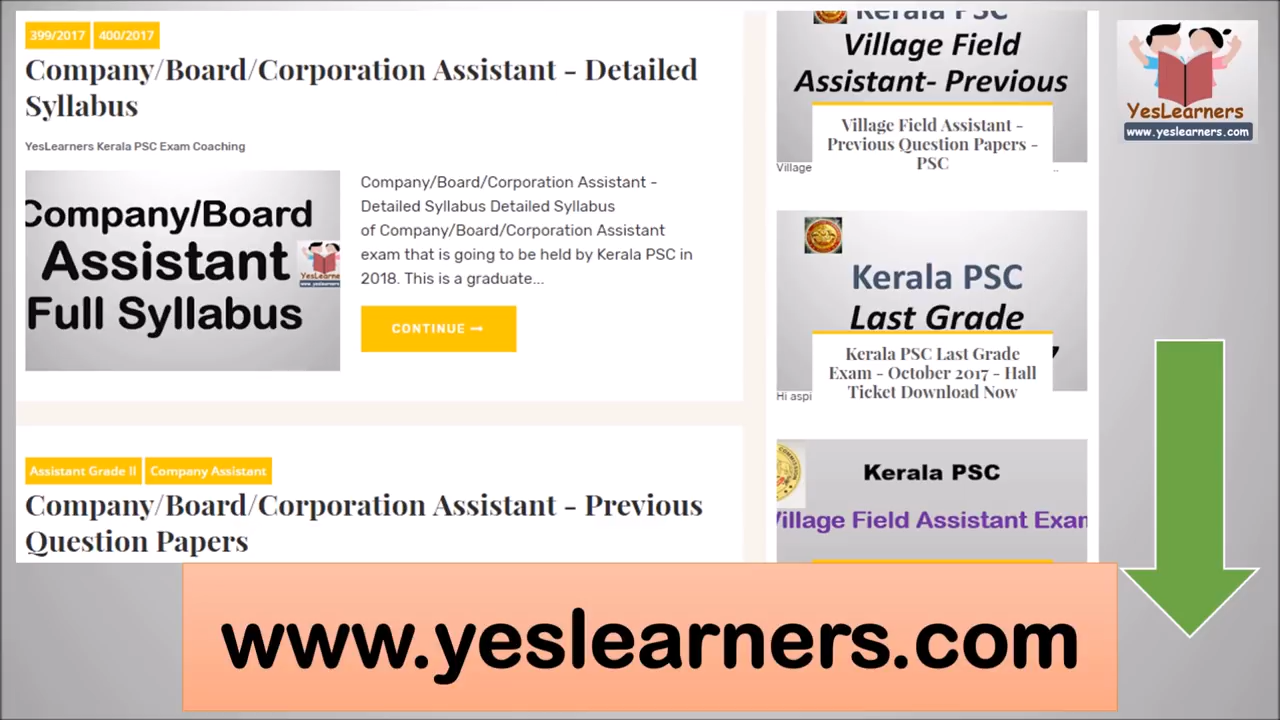 399/2017 400/2017
Company/Board/Corporation Assistant - Detailed
Syllabus
YesLearners Kerala PSC Exam Coaching
Company/Board
Assistant
Full Syllabus
YesLearners
Company/Board/Corporation Assistant -
Detailed Syllabus Detailed Syllabus
of Company/Board/Corporation Assistant
exam that is going to be held by Kerala PSC in
2018. This is a graduate...
CONTINUE
Assistant Grade II Company Assistant
Company/Board/Corporation Assistant - Previous
Question Papers
Kerala PSC
Village Field
Assistant- Previous
Village Field Assistant -
Previous Question Papers -
PSC
Village
Kerala PSC
Last Grade
Kerala PSC Last Grade
Exam - October 2017 - Hall
Ticket Download Now
Hi aspi
Kerala PSC
Village Field Assistant Exam
YesLearners
www.yeslearners.com
www.yeslearners.com